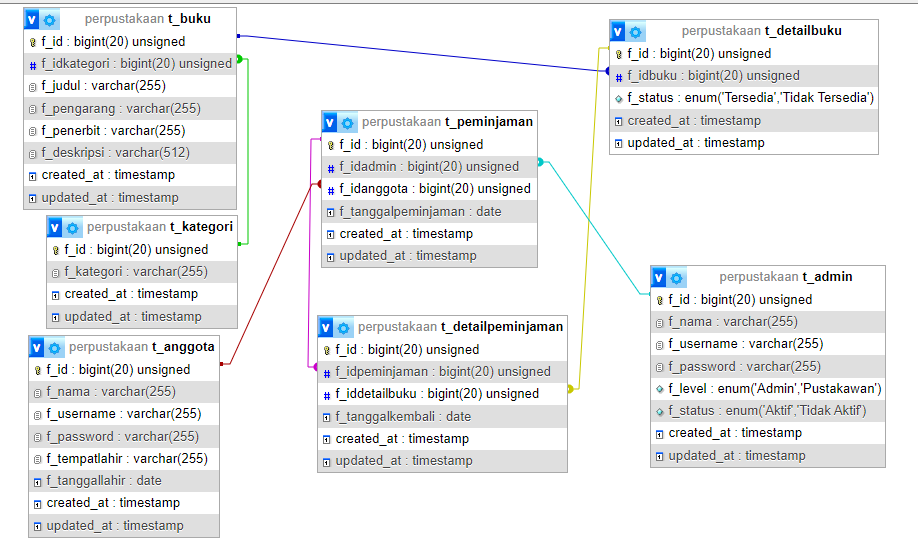 perpustakaan t_buku
f_id : bigint(20) unsigned
f_idkategori : bigint(20) unsigned
f_judul : varchar(255)
f_pengarang : varchar(255)
f_penerbit : varchar(255)
f_deskripsi : varchar(512)
created_at : timestamp
updated_at : timestamp
perpustakaan t_kategori
f_id : bigint(20) unsigned
f_kategori : varchar(255)
created_at : timestamp
updated_at : timestamp
perpustakaan t_anggota
f_id : bigint(20) unsigned
f_nama : varchar(255)
f_username : varchar(255)
f_password : varchar(255)
f_tempatlahir : varchar(255)
f_tanggallahir : date
created_at : timestamp
updated_at : timestamp
perpustakaan t_peminjaman
f_id : bigint(20) unsigned
f_idadmin : bigint(20) unsigned
f_idanggota : bigint(20) unsigned
f_tanggalpeminjaman : date
created_at : timestamp
updated_at : timestamp
perpustakaan t_detailpeminjaman
f_id : bigint(20) unsigned
f_idpeminjaman : bigint(20) unsigned
f_iddetailbuku : bigint(20) unsigned
f_tanggalkembali : date
created_at : timestamp
updated_at : timestamp
perpustakaan t_detailbuku
f_id : bigint(20) unsigned
f_idbuku : bigint(20) unsigned
f_status : enum('Tersedia','Tidak Tersedia')
created_at : timestamp
updated_at : timestamp
perpustakaan t_admin
f_id : bigint(20) unsigned
f_nama : varchar(255)
f_username : varchar(255)
f_password : varchar(255)
f_level : enum('Admin','Pustakawan')
f_status : enum('Aktif','Tidak Aktif')
created_at : timestamp
updated_at : timestamp